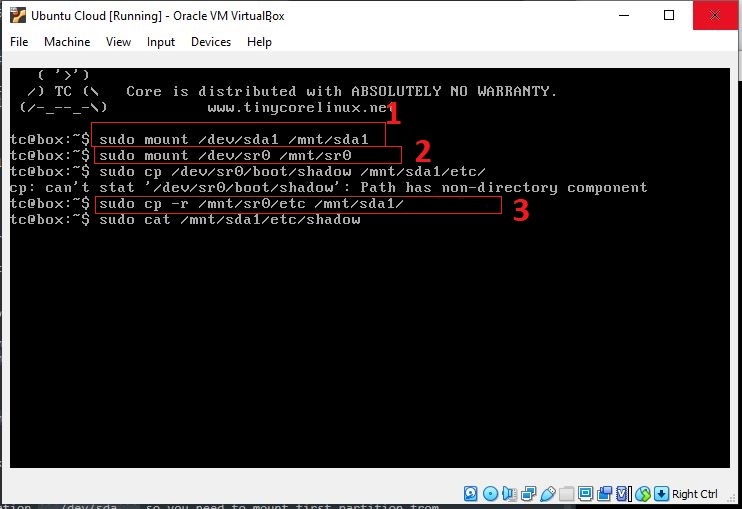 Ubuntu Cloud [Running] - Oracle VM VirtualBox
File Machine View Input Devices Help
( '>')
/) TC (\ Core is distributed with ABSOLUTELY NO WARRANTY.
(/-_--_-\) www.tinycorelinux.net
1
tc@box:~$ sudo mount /dev/sda1 /mnt/sda1
tc@box:~$ sudo mount /dev/sr0 /mnt/sr0 2
tc@box:~$ sudo cp /dev/sr0/boot/shadow /mnt/sda1/etc/
cp: can't stat '/dev/sr0/boot/shadow': Path has non-directory component
tc@box:~$ sudo cp -r /mnt/sr0/etc /mnt/sda1/ 3
tc@box:~$ sudo cat /mnt/sda1/etc/shadow
Right Ctrl
/dev/sda so you need to mount first partition from